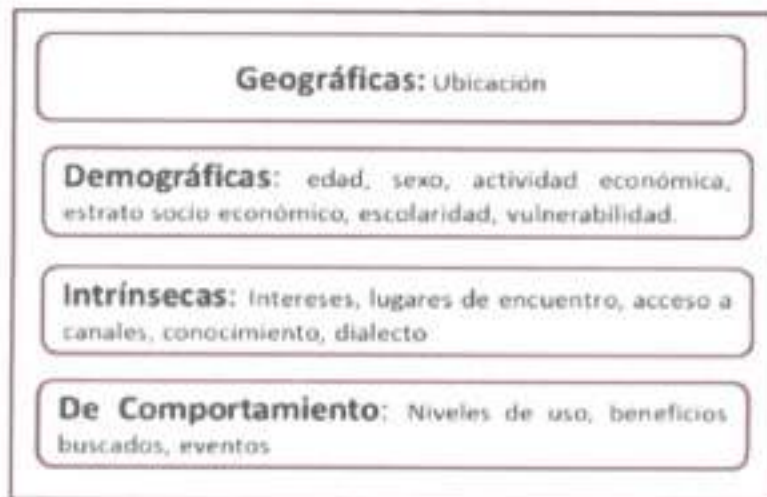 Geográficas: Ubicación
Demográficas: edad, sexo, actividad económica,
estrato socio económico, escolaridad, vulnerabilidad.
Intrínsecas: Intereses, lugares de encuentro, acceso a
canales, conocimiento, dialecto
De Comportamiento: Niveles de uso, beneficios
buscados, eventos